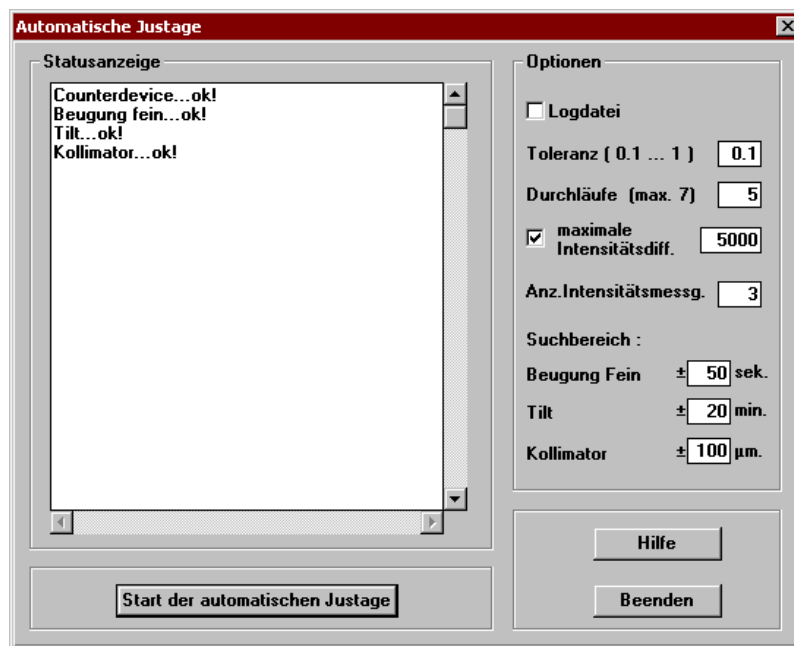 Automatische Justage
Statusanzeige
Counterdevice...ok!
Beugung fein...ok!
Tilt...ok!
Kollimator...ok!
Start der automatischen Justage
Optionen
Logdatei
Toleranz ( 0.1 ... 1 ) 0.1
Durchläufe (max. 7) 5
maximale
Intensitätsdiff. 5000
Anz.Intensitätsmessg. 3
Suchbereich :
Beugung Fein ± 50 sek.
Tilt ± 20 min.
Kollimator ± 100 µm.
Hilfe
Beenden